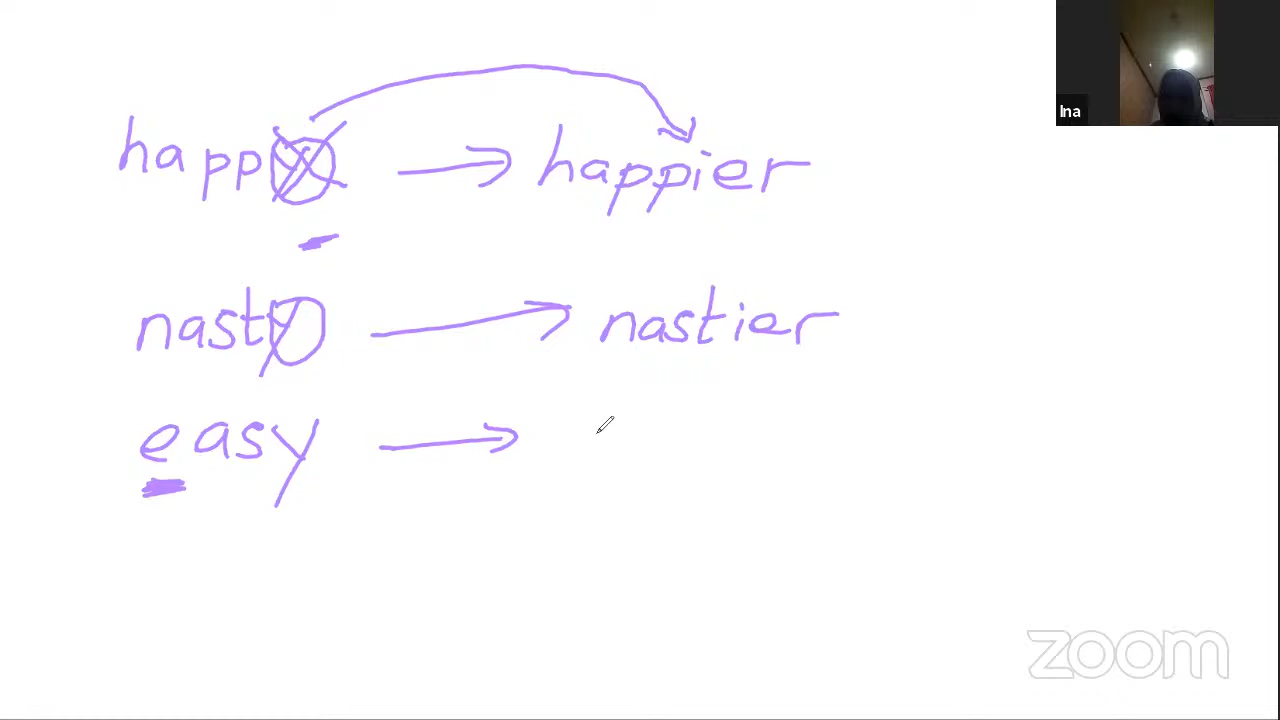 Ina
happy → happier
nasty → nastier
easy →
zoom